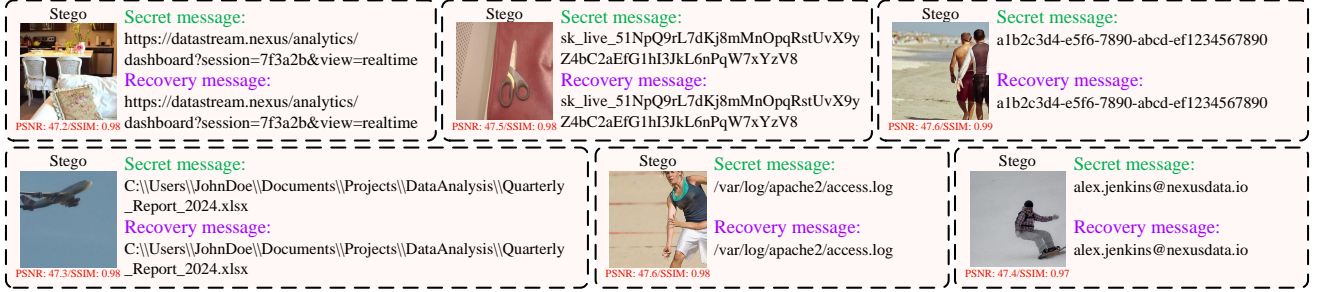 Stego
Secret message:
https://datastream.nexus/analytics/
dashboard?session=7f3a2b&view=realtime
Recovery message:
https://datastream.nexus/analytics/
dashboard?session=7f3a2b&view=realtime
PSNR: 47.2/SSIM: 0.98
Stego
Secret message:
sk_live_51NpQ9rL7dKj8mMnOpqRstUvX9y
Z4bC2aEfG1hI3JkL6nPqW7xYzV8
Recovery message:
sk_live_51NpQ9rL7dKj8mMnOpqRstUvX9y
Z4bC2aEfG1hI3JkL6nPqW7xYzV8
PSNR: 47.5/SSIM: 0.98
Stego
Secret message:
a1b2c3d4-e5f6-7890-abcd-ef1234567890
Recovery message:
a1b2c3d4-e5f6-7890-abcd-ef1234567890
PSNR: 47.6/SSIM: 0.99
Stego
Secret message:
C:\\Users\\JohnDoe\\Documents\\Projects\\DataAnalysis\\Quarterly
_Report_2024.xlsx
Recovery message:
C:\\Users\\JohnDoe\\Documents\\Projects\\DataAnalysis\\Quarterly
_Report_2024.xlsx
PSNR: 47.3/SSIM: 0.98
Stego
Secret message:
/var/log/apache2/access.log
Recovery message:
/var/log/apache2/access.log
PSNR: 47.6/SSIM: 0.98
Stego
Secret message:
alex.jenkins@nexusdata.io
Recovery message:
alex.jenkins@nexusdata.io
PSNR: 47.4/SSIM: 0.97